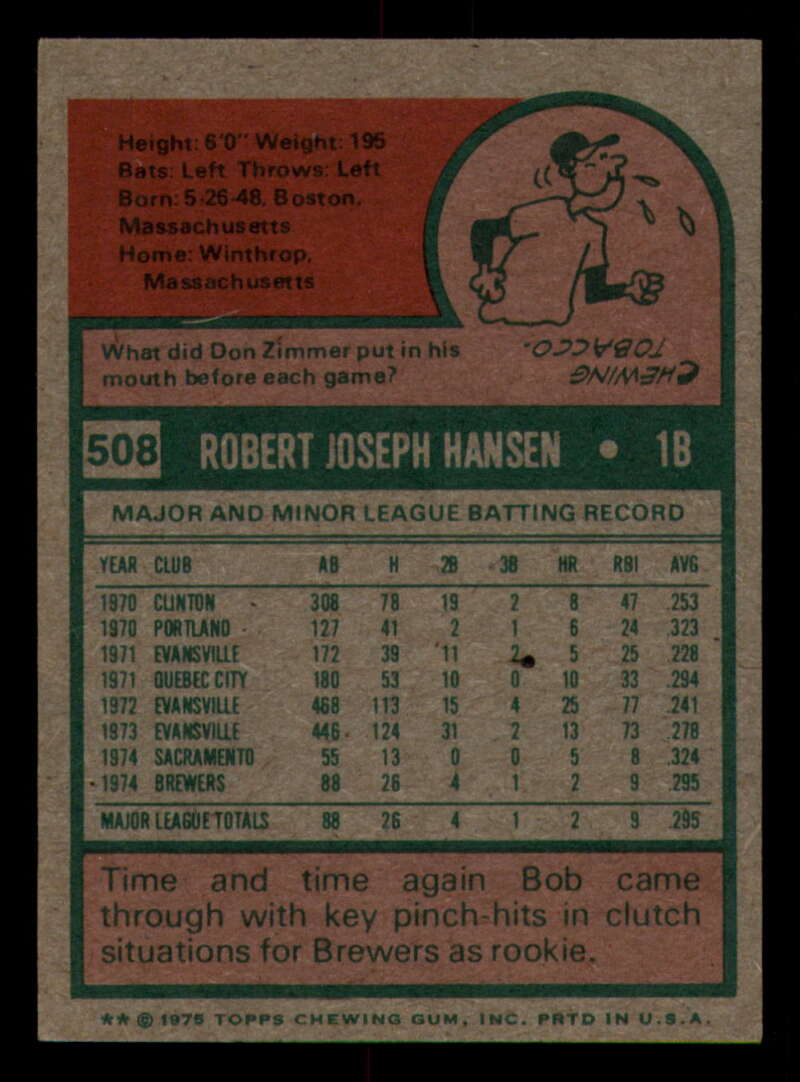 Height: 6'0" Weight: 195
Bats: Left Throws: Left
Born: 5-26-48, Boston,
Massachusetts
Home: Winthrop,
Massachusetts
What did Don Zimmer put in his
mouth before each game?
CHEWING
TOBACCO.
508 ROBERT JOSEPH HANSEN • 1B
MAJOR AND MINOR LEAGUE BATTING RECORD
YEAR CLUB AB H 2B 3B HR RBI AVG
1970 CLINTON 308 78 19 2 8 47 .253
1970 PORTLAND 127 41 2 1 6 24 .323
1971 EVANSVILLE 172 39 11 2 5 25 .228
1971 QUEBEC CITY 180 53 10 0 10 33 .294
1972 EVANSVILLE 468 113 15 4 25 77 .241
1973 EVANSVILLE 446 124 31 2 13 73 .278
1974 SACRAMENTO 55 13 0 0 5 8 .324
1974 BREWERS 88 26 4 1 2 9 .295
MAJOR LEAGUE TOTALS 88 26 4 1 2 9 .295
Time and time again Bob came
through with key pinch-hits in clutch
situations for Brewers as rookie.
** © 1975 TOPPS CHEWING GUM, INC. PRTD IN U.S.A.